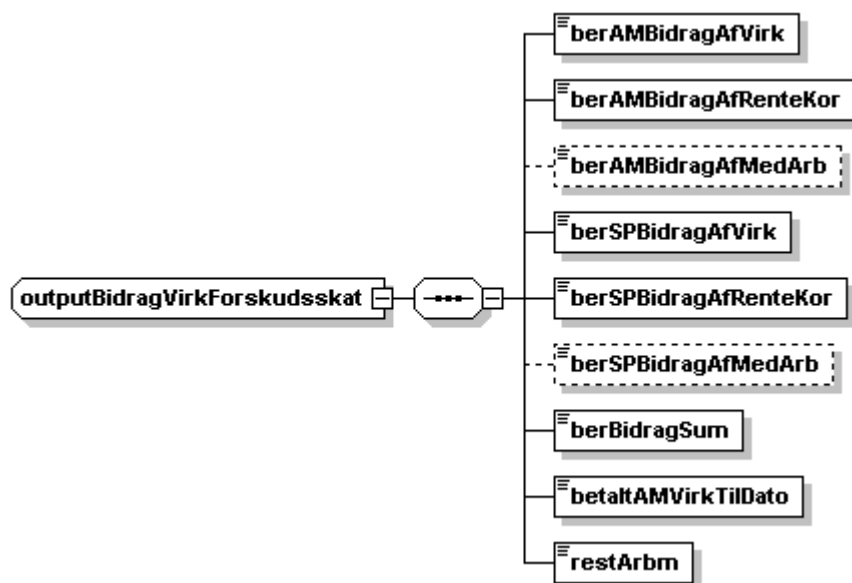 berAMBidragAfVirk
berAMBidragAfRenteKor
berAMBidragAfMedArb
berSPBidragAfVirk
outputBidragVirkForskudsskat
berSPBidragAfRenteKor
berSPBidragAfMedArb
berBidragSum
betaltAMVirkTilDato
restArbm